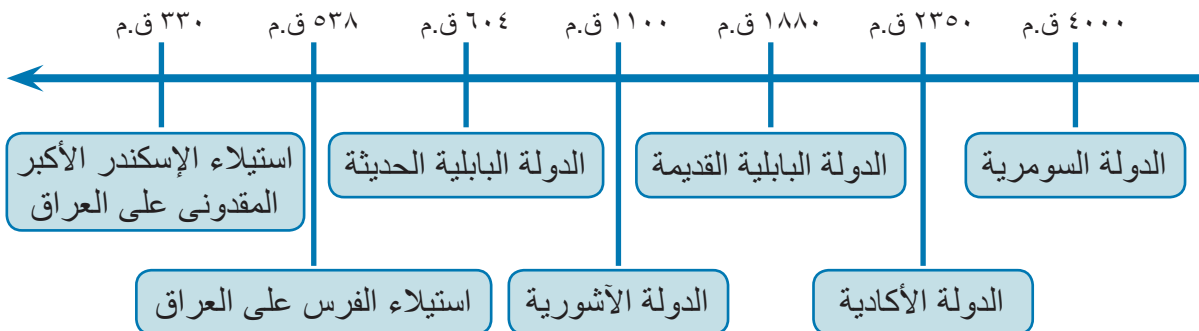 ٤٠٠٠ ق.م
٢٣٥٠ ق.م
١٨٨٠ ق.م
١١٠٠ ق.م
٦٠٤ ق.م
٥٣٨ ق.م
٣٣٠ ق.م
الدولة السومرية
الدولة البابلية القديمة
الدولة البابلية الحديثة
استيلاء الإسكندر الأكبر
المقدونى على العراق
الدولة الأكادية
الدولة الآشورية
استيلاء الفرس على العراق